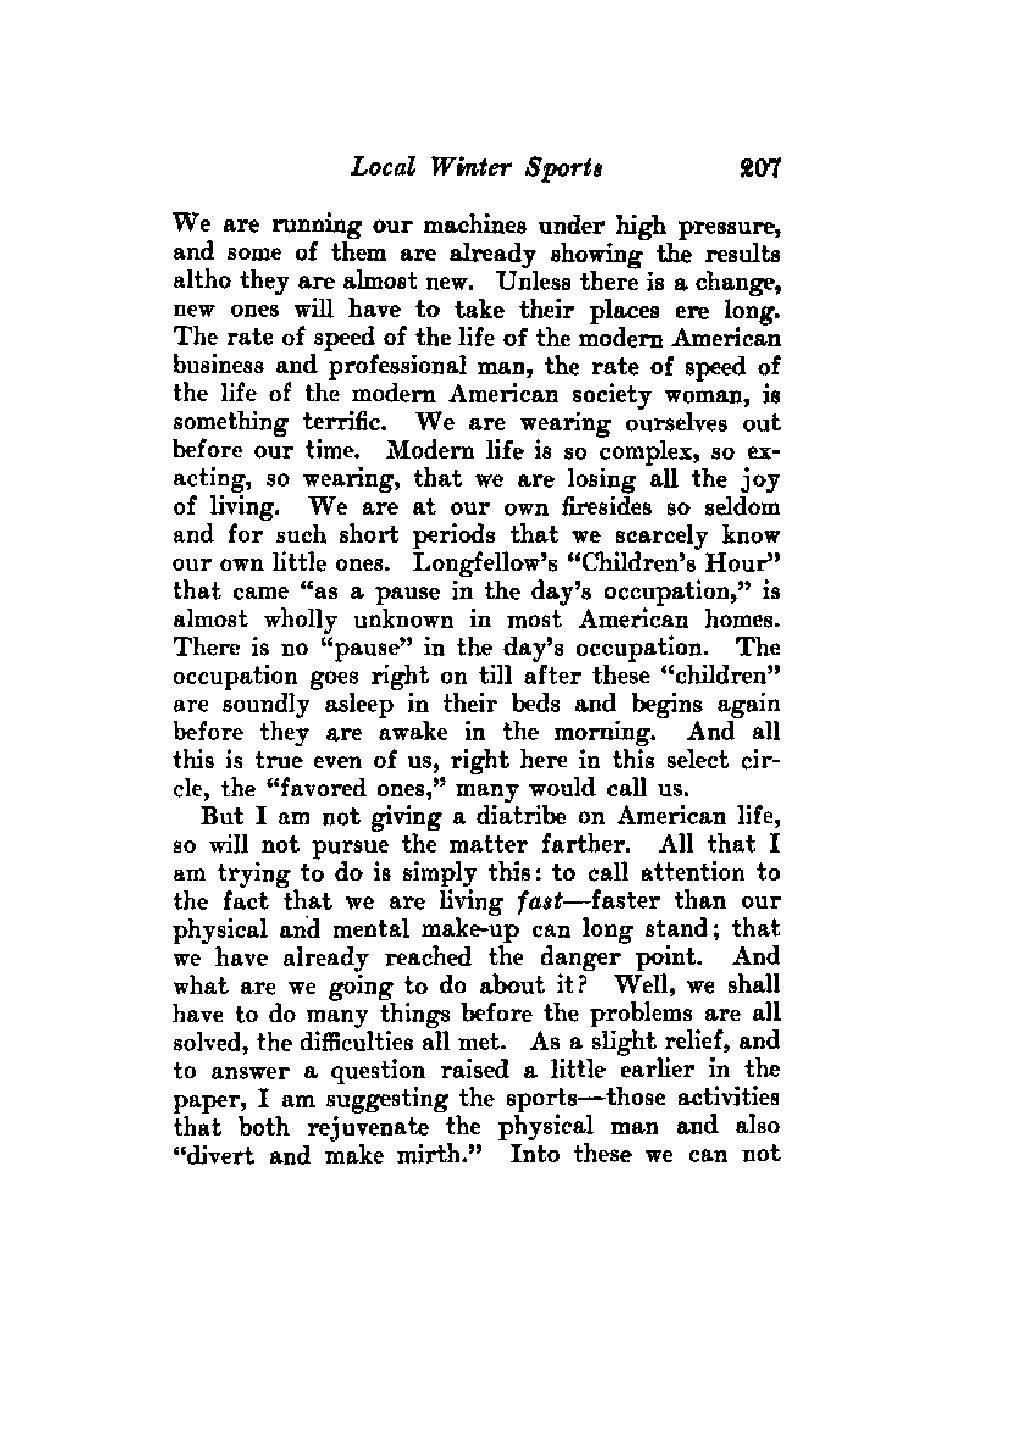 Local Winter Sports 207
We are running our machines under high pressure,
and some of them are already showing the results
altho they are almost new. Unless there is a change,
new ones will have to take their places ere long.
The rate of speed of the life of the modern American
business and professional man, the rate of speed of
the life of the modern American society woman, is
something terrific. We are wearing ourselves out
before our time. Modern life is so complex, so ex-
acting, so wearing, that we are losing all the joy
of living. We are at our own firesides so seldom
and for such short periods that we scarcely know
our own little ones. Longfellow's "Children's Hour"
that came "as a pause in the day's occupation," is
almost wholly unknown in most American homes.
There is no "pause" in the day's occupation. The
occupation goes right on till after these "children"
are soundly asleep in their beds and begins again
before they are awake in the morning. And all
this is true even of us, right here in this select cir-
cle, the "favored ones," many would call us.
But I am not giving a diatribe on American life,
so will not pursue the matter farther. All that I
am trying to do is simply this: to call attention to
the fact that we are living fast—faster than our
physical and mental make-up can long stand; that
we have already reached the danger point. And
what are we going to do about it? Well, we shall
have to do many things before the problems are all
solved, the difficulties all met. As a slight relief, and
to answer a question raised a little earlier in the
paper, I am suggesting the sports—those activities
that both rejuvenate the physical man and also
"divert and make mirth." Into these we can not